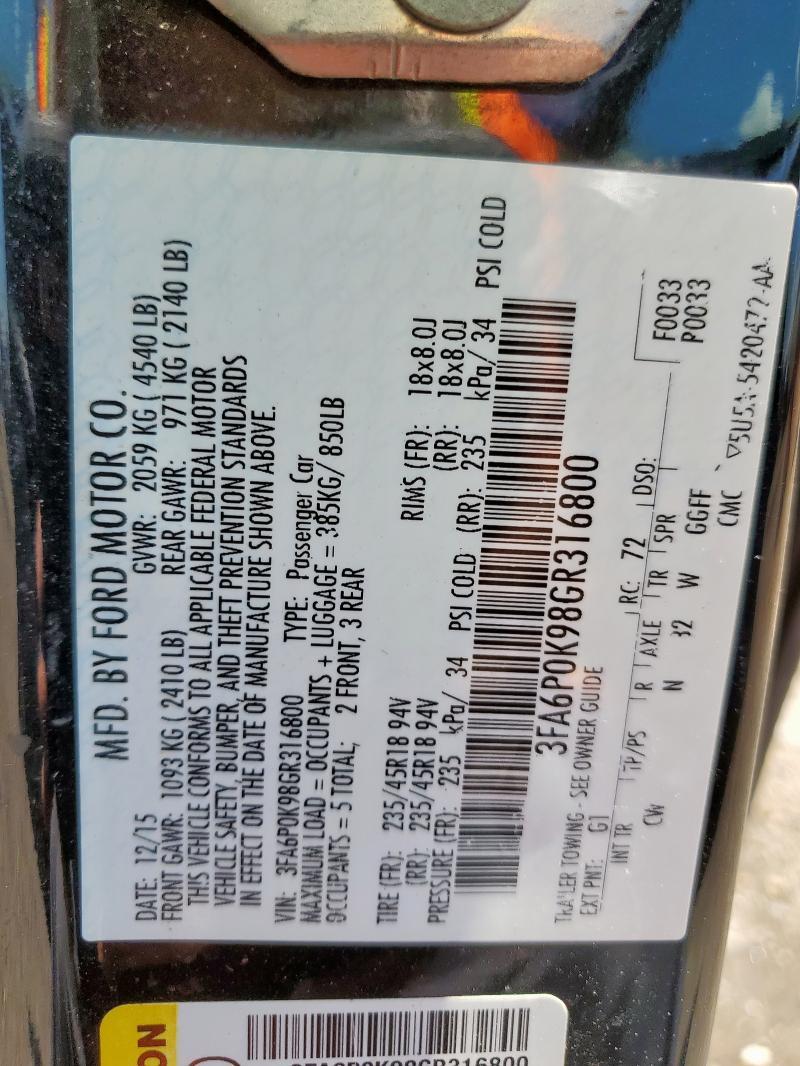 MFD. BY FORD MOTOR CO.
DATE: 12/15 GVWR: 2059 KG ( 4540 LB)
FRONT GAWR: 1093 KG ( 2410 LB) REAR GAWR: 971 KG ( 2140 LB)
THIS VEHICLE CONFORMS TO ALL APPLICABLE FEDERAL MOTOR
VEHICLE SAFETY, BUMPER, AND THEFT PREVENTION STANDARDS
IN EFFECT ON THE DATE OF MANUFACTURE SHOWN ABOVE.
VIN: 3FA6P0K98GR316800 TYPE: Passenger Car
MAXIMUM LOAD = OCCUPANTS + LUGGAGE = 385KG/ 850LB
OCCUPANTS = 5 TOTAL; 2 FRONT, 3 REAR
TIRE (FR): 235/45R18 94V RIMS (FR): 18x8.0J
(RR): 235/45R18 94V (RR): 18x8.0J
PRESSURE (FR): 235 kPa/ 34 PSI COLD (RR): 235 kPa/ 34 PSI COLD
3FA6P0K98GR316800
TRAILER TOWING - SEE OWNER GUIDE
EXT PNT: G1 RC: 72 DSO: F0033
P0033
INT TR TP/PS R AXLE TR SPR
CW N 32 W GGFF
CMC 5U5A-5420472-AA
ON
3FA6P0K98GR316800